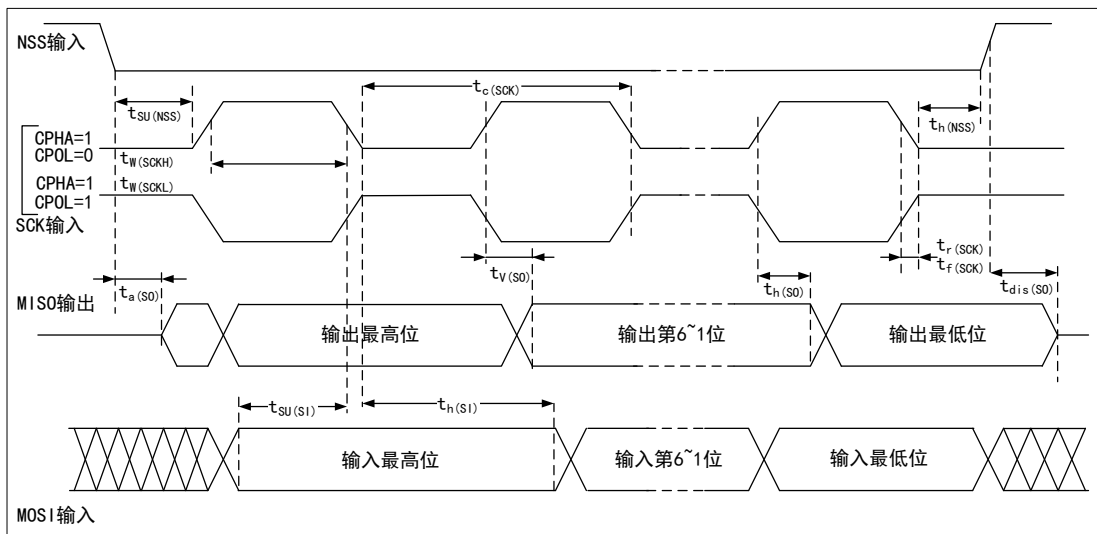 NSS输入
tc(SCK)
tSU(NSS)
th(NSS)
CPHA=1
CPOL=0
tW(SCKH)
CPHA=1
tW(SCKL)
CPOL=1
SCK输入
tr(SCK)
tV(SO)
tf(SCK)
ta(SO)
th(SO)
tdis(SO)
MISO输出
输出最高位
输出第6~1位
输出最低位
tSU(SI)
th(SI)
输入最高位
输入第6~1位
输入最低位
MOSI输入